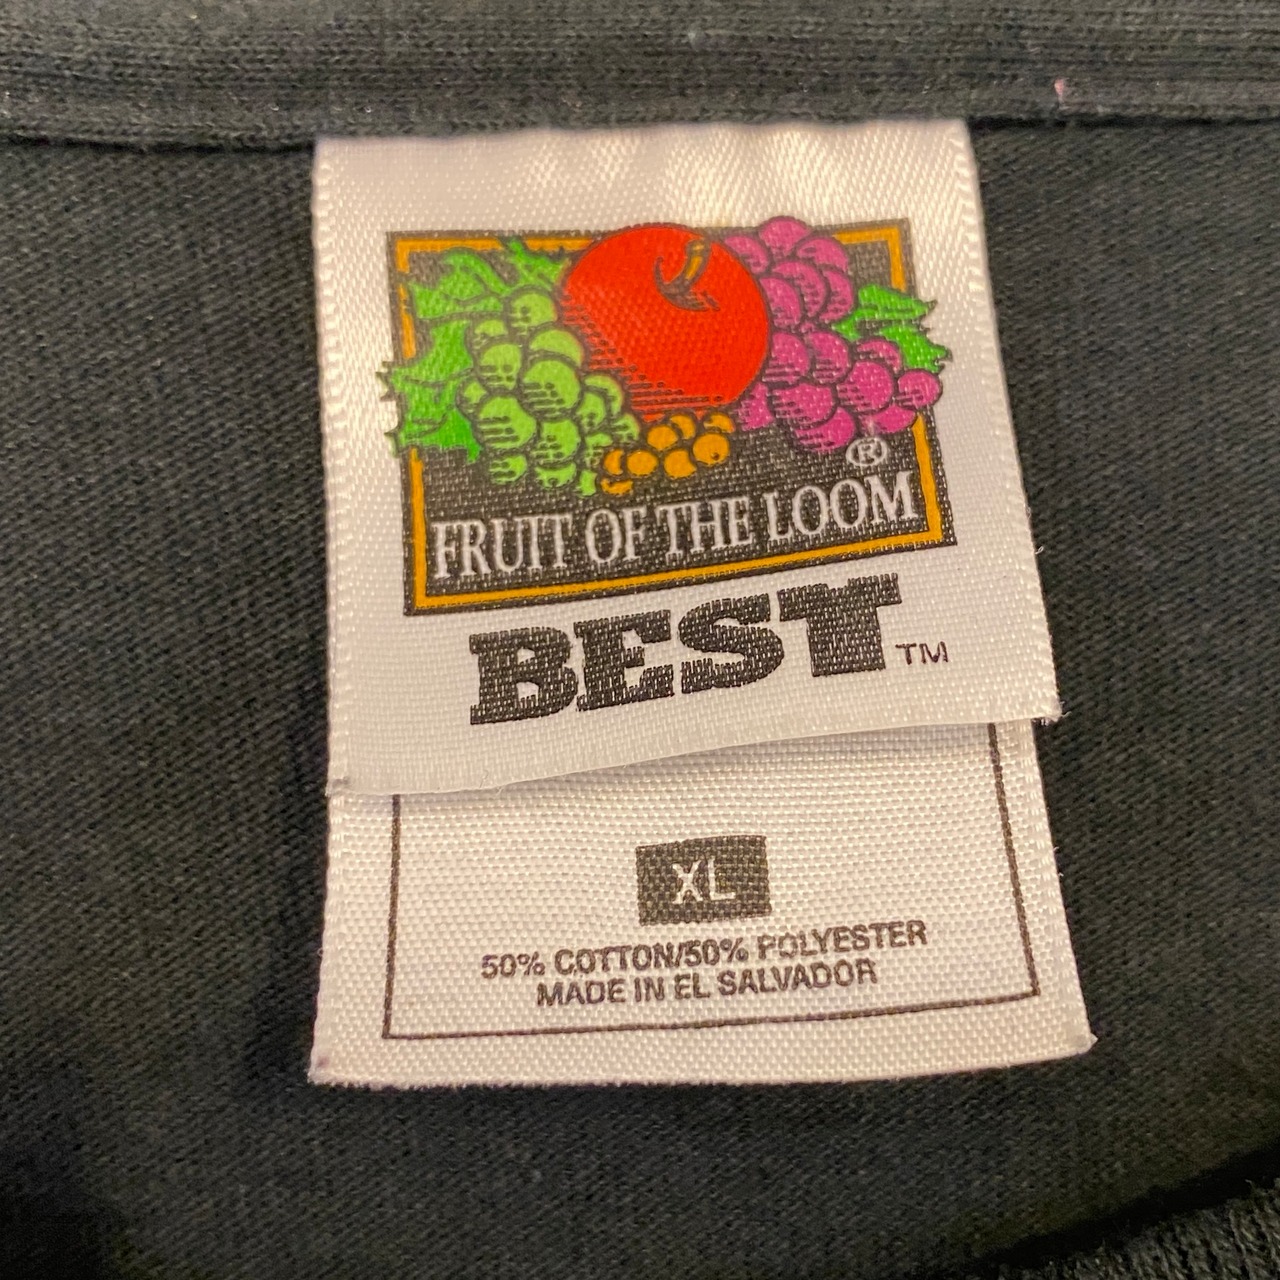 ®
FRUIT OF THE LOOM
BEST™
XL
50% COTTON/50% POLYESTER
MADE IN EL SALVADOR